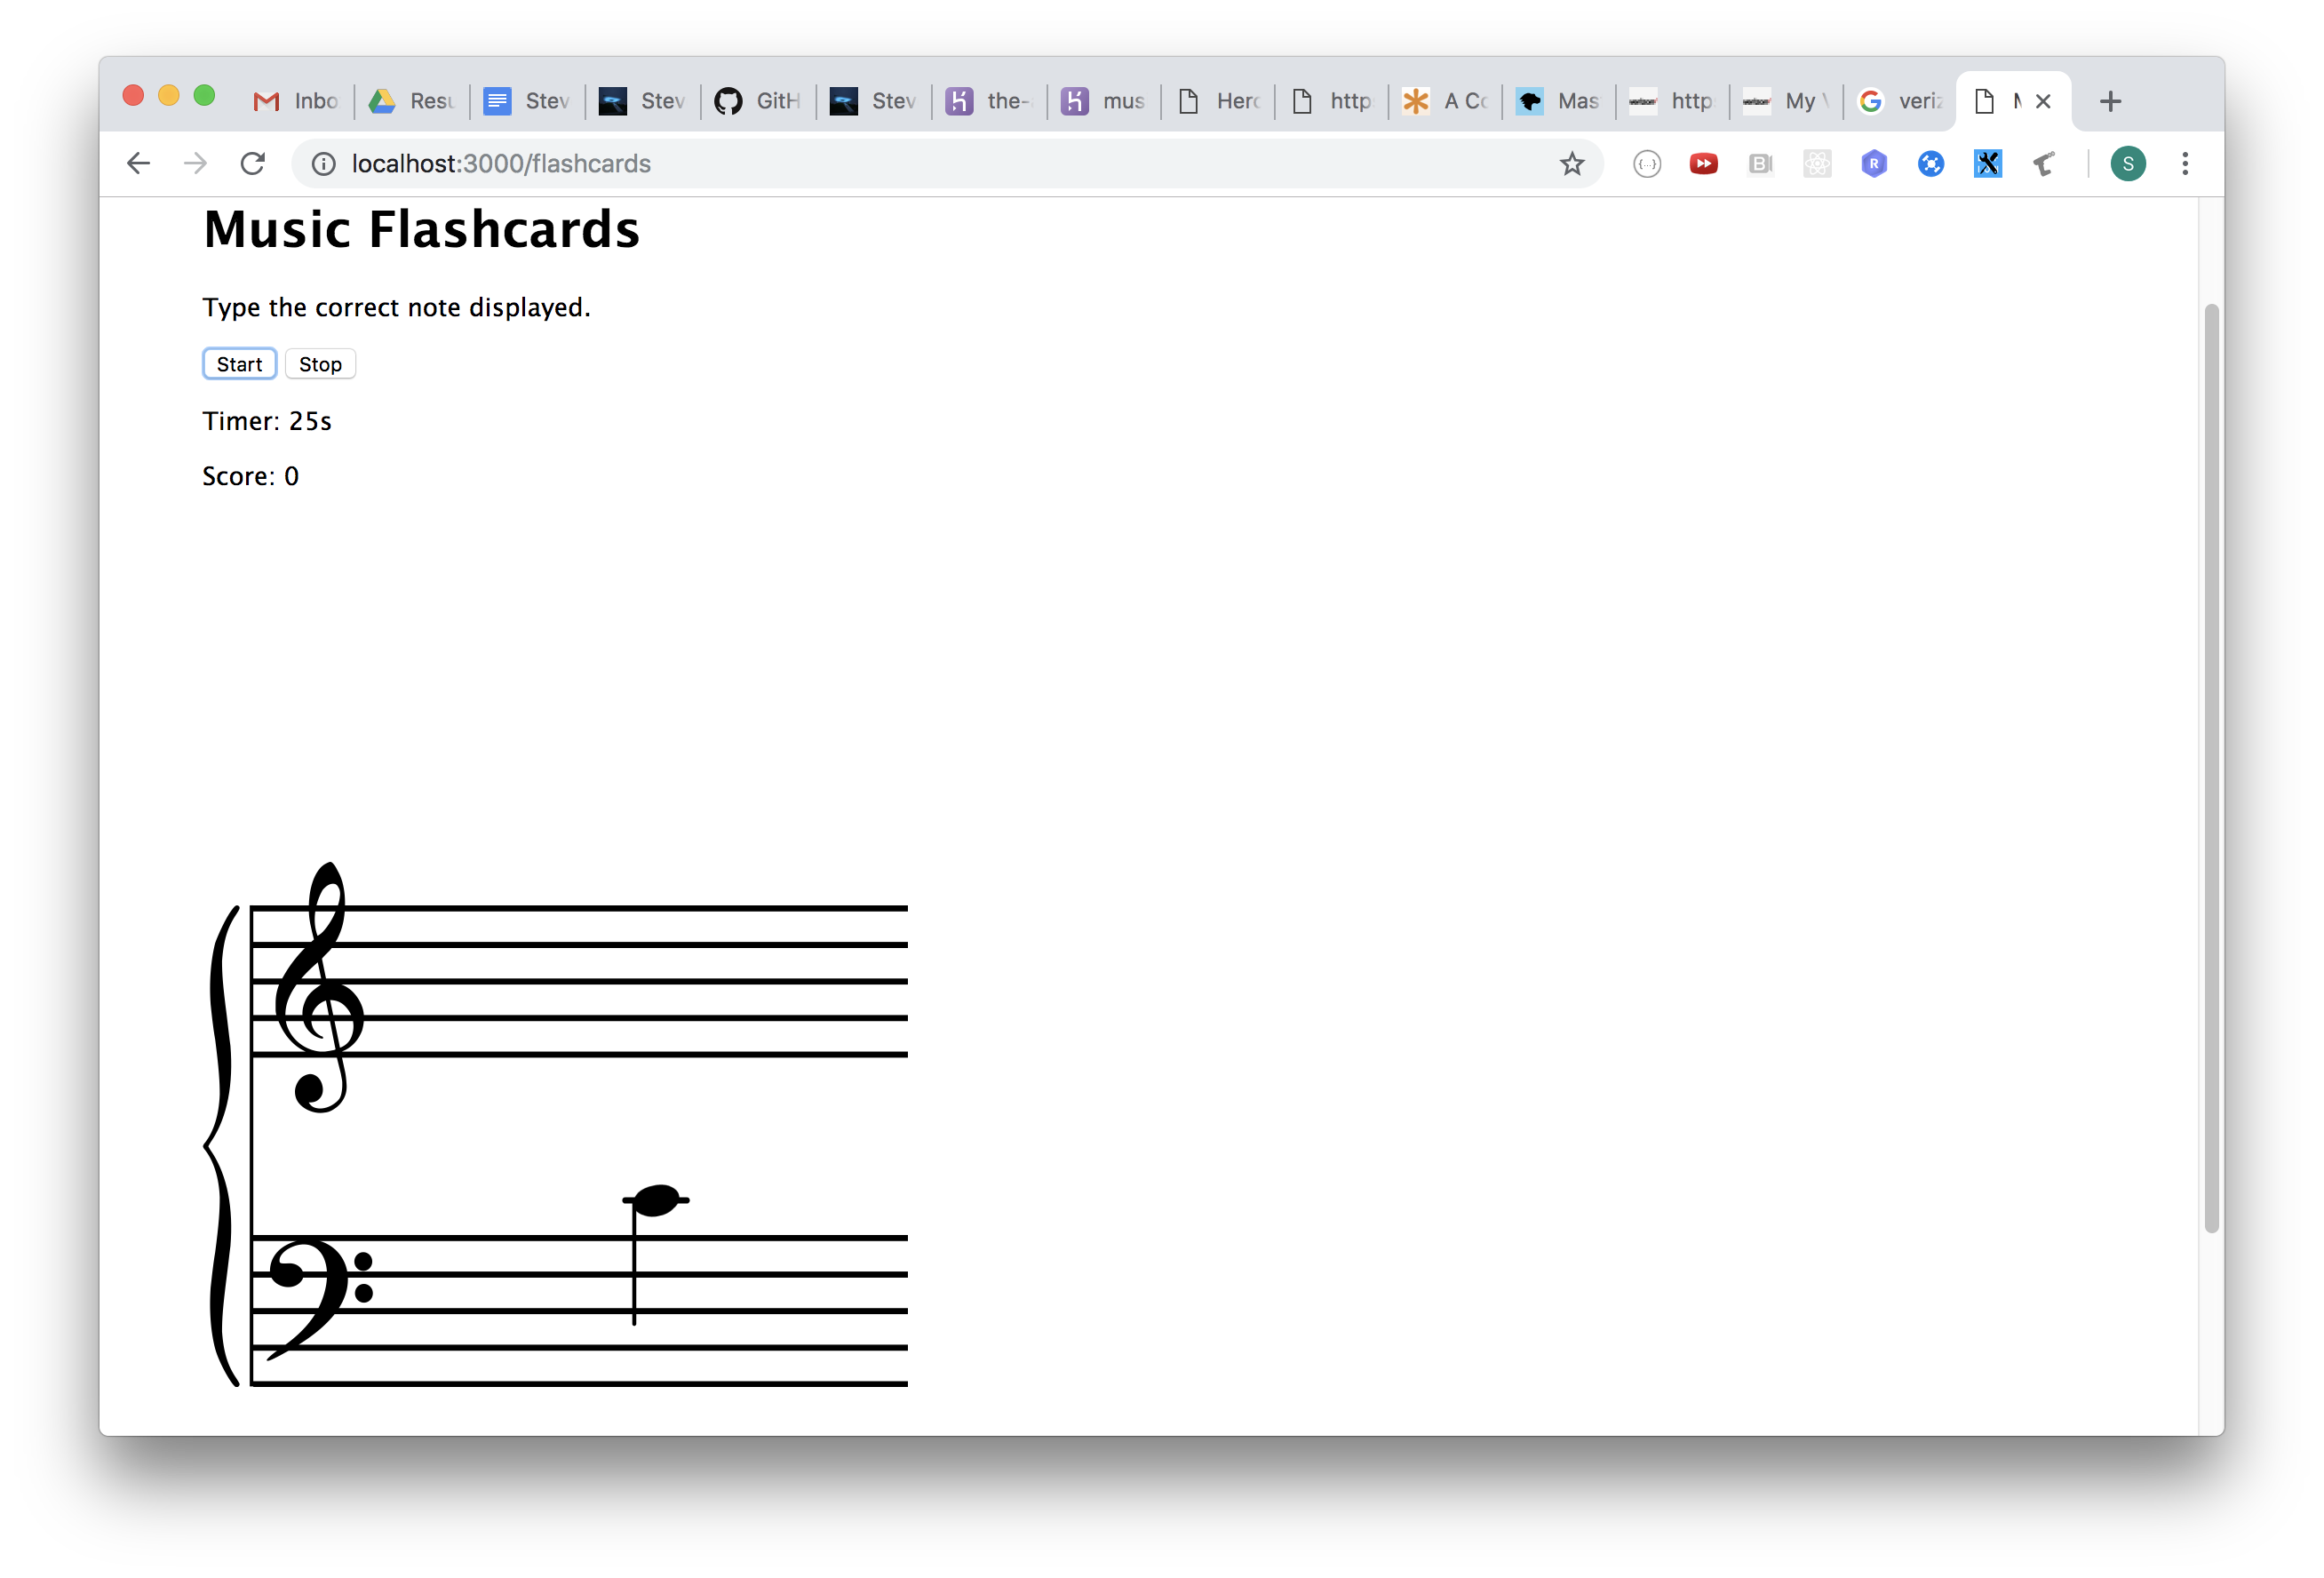 Inbo Resu Stev Stev GitH Stev the- mus Herc http A Co Mas http My veriz
localhost:3000/flashcards S
Music Flashcards
Type the correct note displayed.
Start Stop
Timer: 25s
Score: 0